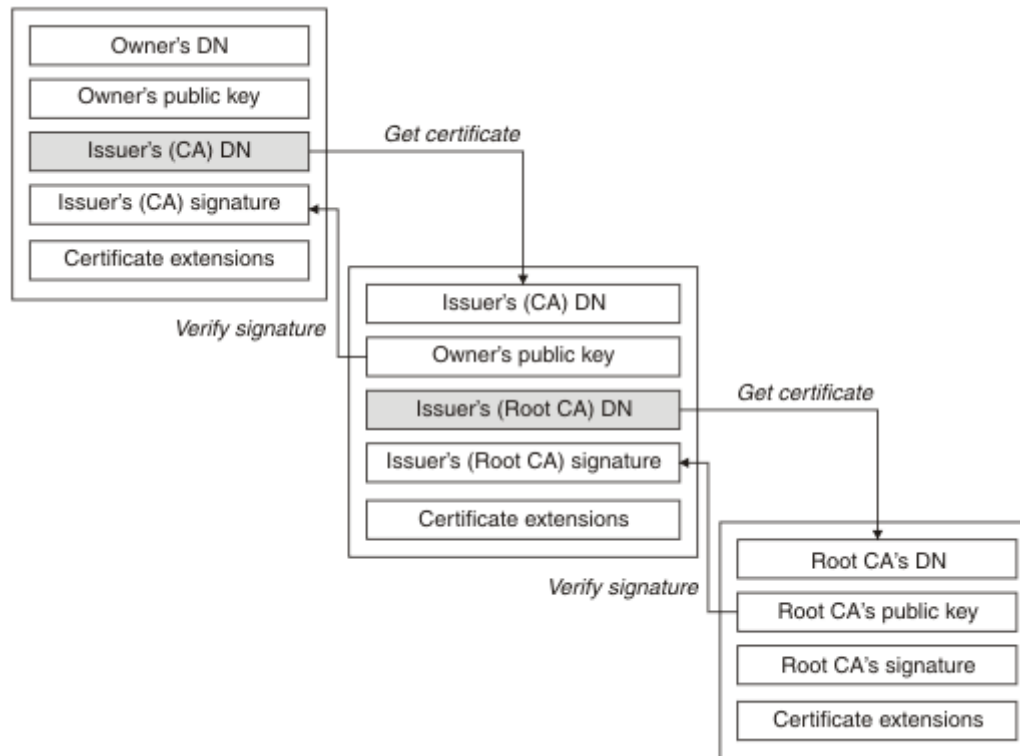 Owner's DN
Owner's public key
Issuer's (CA) DN
Issuer's (CA) signature
Certificate extensions
Get certificate
Verify signature
Issuer's (CA) DN
Owner's public key
Issuer's (Root CA) DN
Issuer's (Root CA) signature
Certificate extensions
Get certificate
Verify signature
Root CA's DN
Root CA's public key
Root CA's signature
Certificate extensions